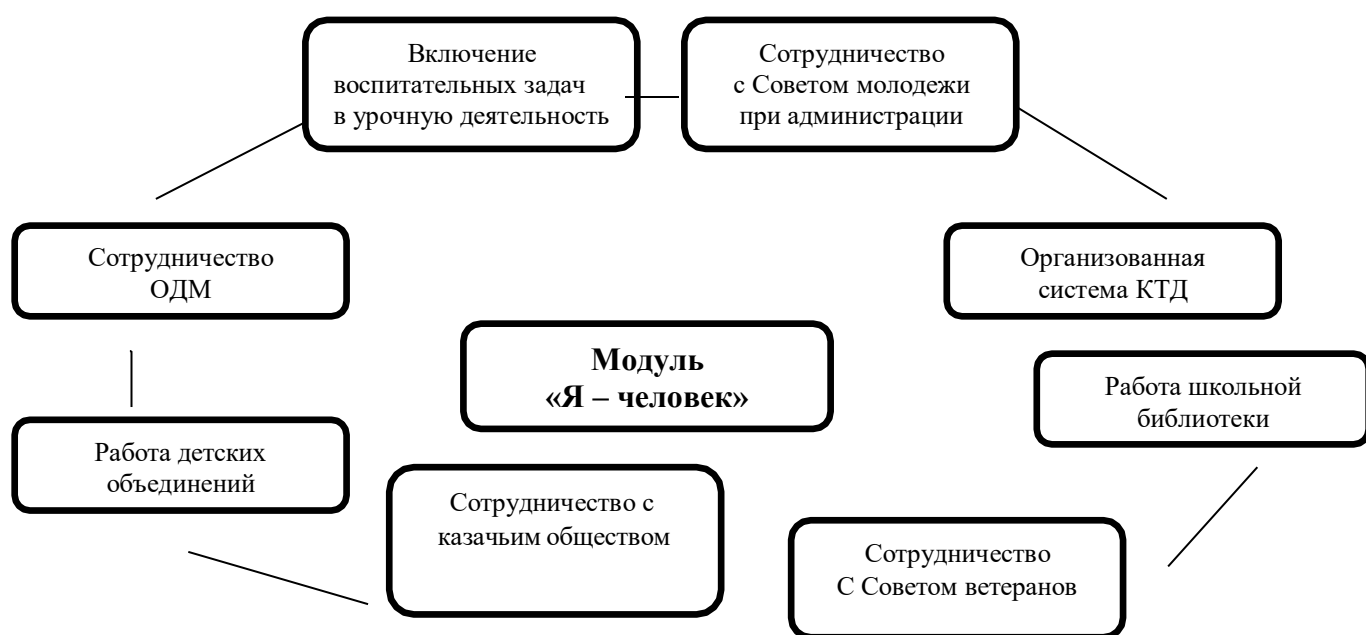 Включение
воспитательных задач
в урочную деятельность
Сотрудничество
с Советом молодежи
при администрации
Сотрудничество
ОДМ
Организованная
система КТД
Модуль
«Я – человек»
Работа школьной
библиотеки
Работа детских
объединений
Сотрудничество с
казачьим обществом
Сотрудничество
С Советом ветеранов